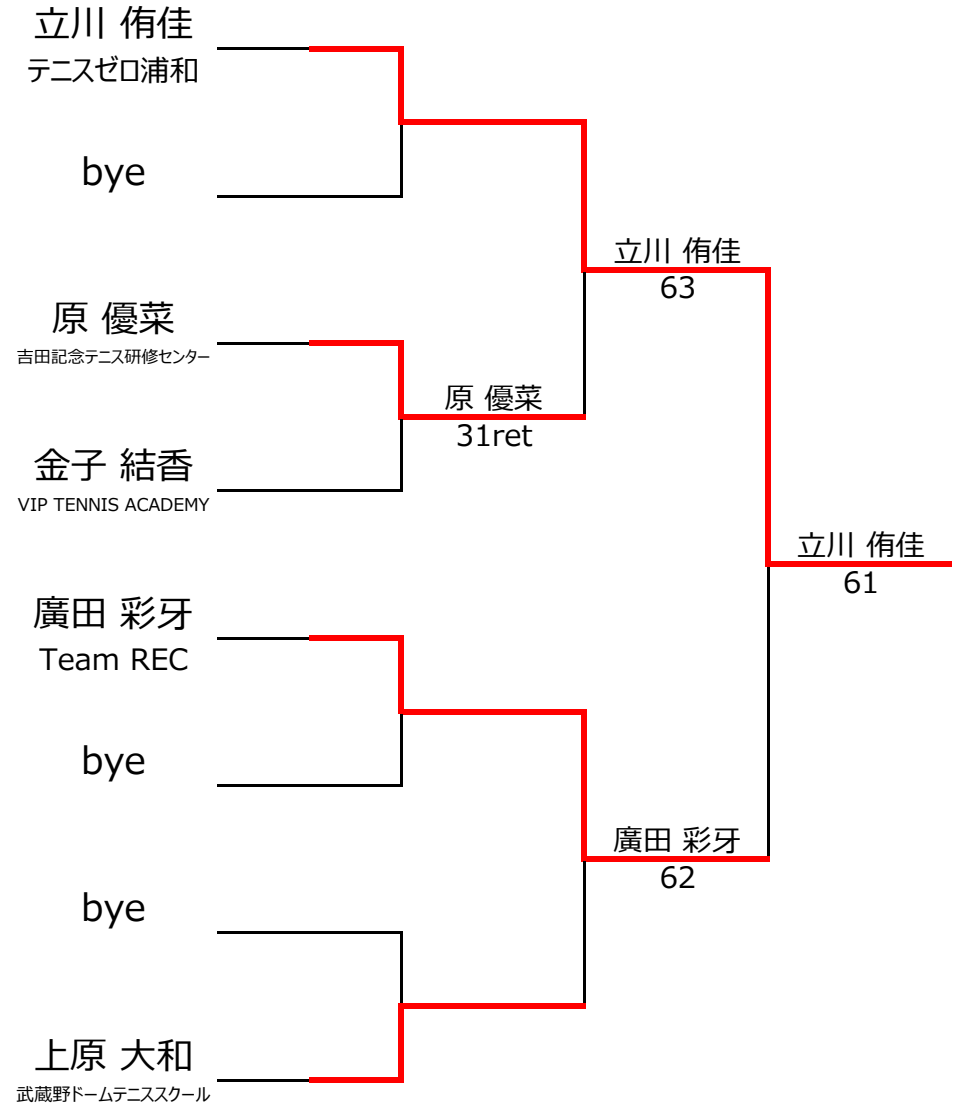 立川 侑佳
テニスゼロ浦和
bye
原 優菜
吉田記念テニス研修センター
金子 結香
VIP TENNIS ACADEMY
廣田 彩牙
Team REC
bye
bye
上原 大和
武蔵野ドームテニススクール
原 優菜
31ret
立川 侑佳
63
廣田 彩牙
62
立川 侑佳
61